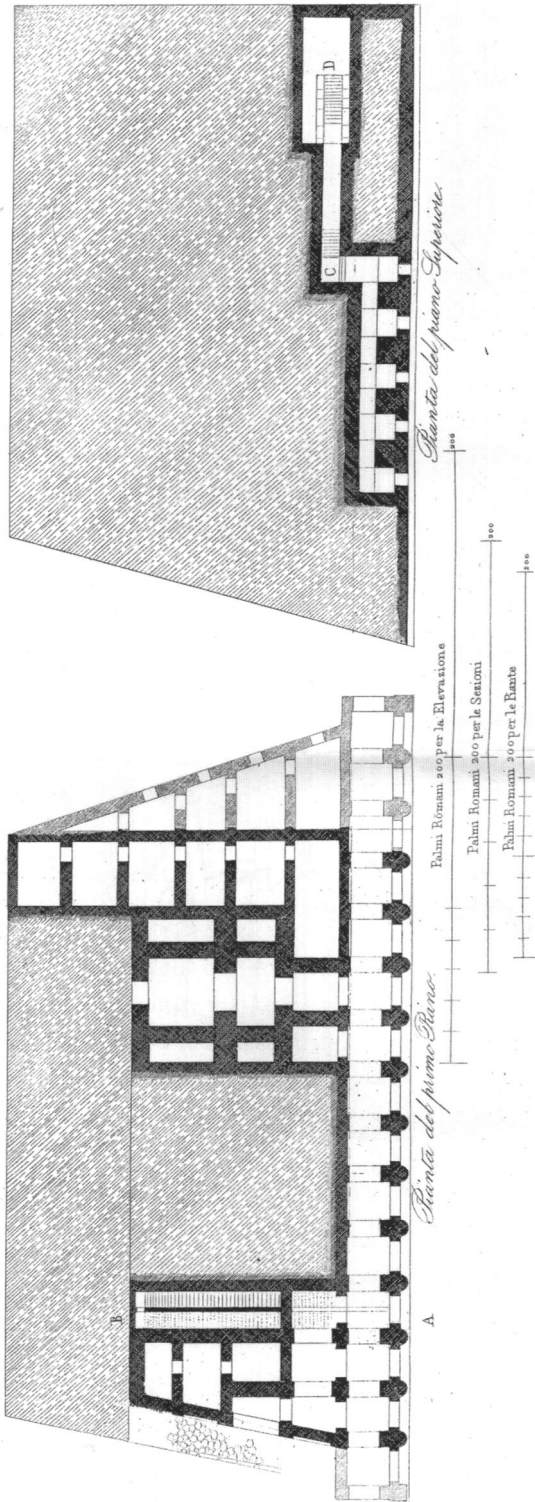 D
C
Pianta del piano Superiore.
Palmi Romani 200 per la Elevazione
200
Palmi Romani 200 per le Sezioni
200
Palmi Romani 200 per le Piante
200
B
Pianta del primo Piano.
A